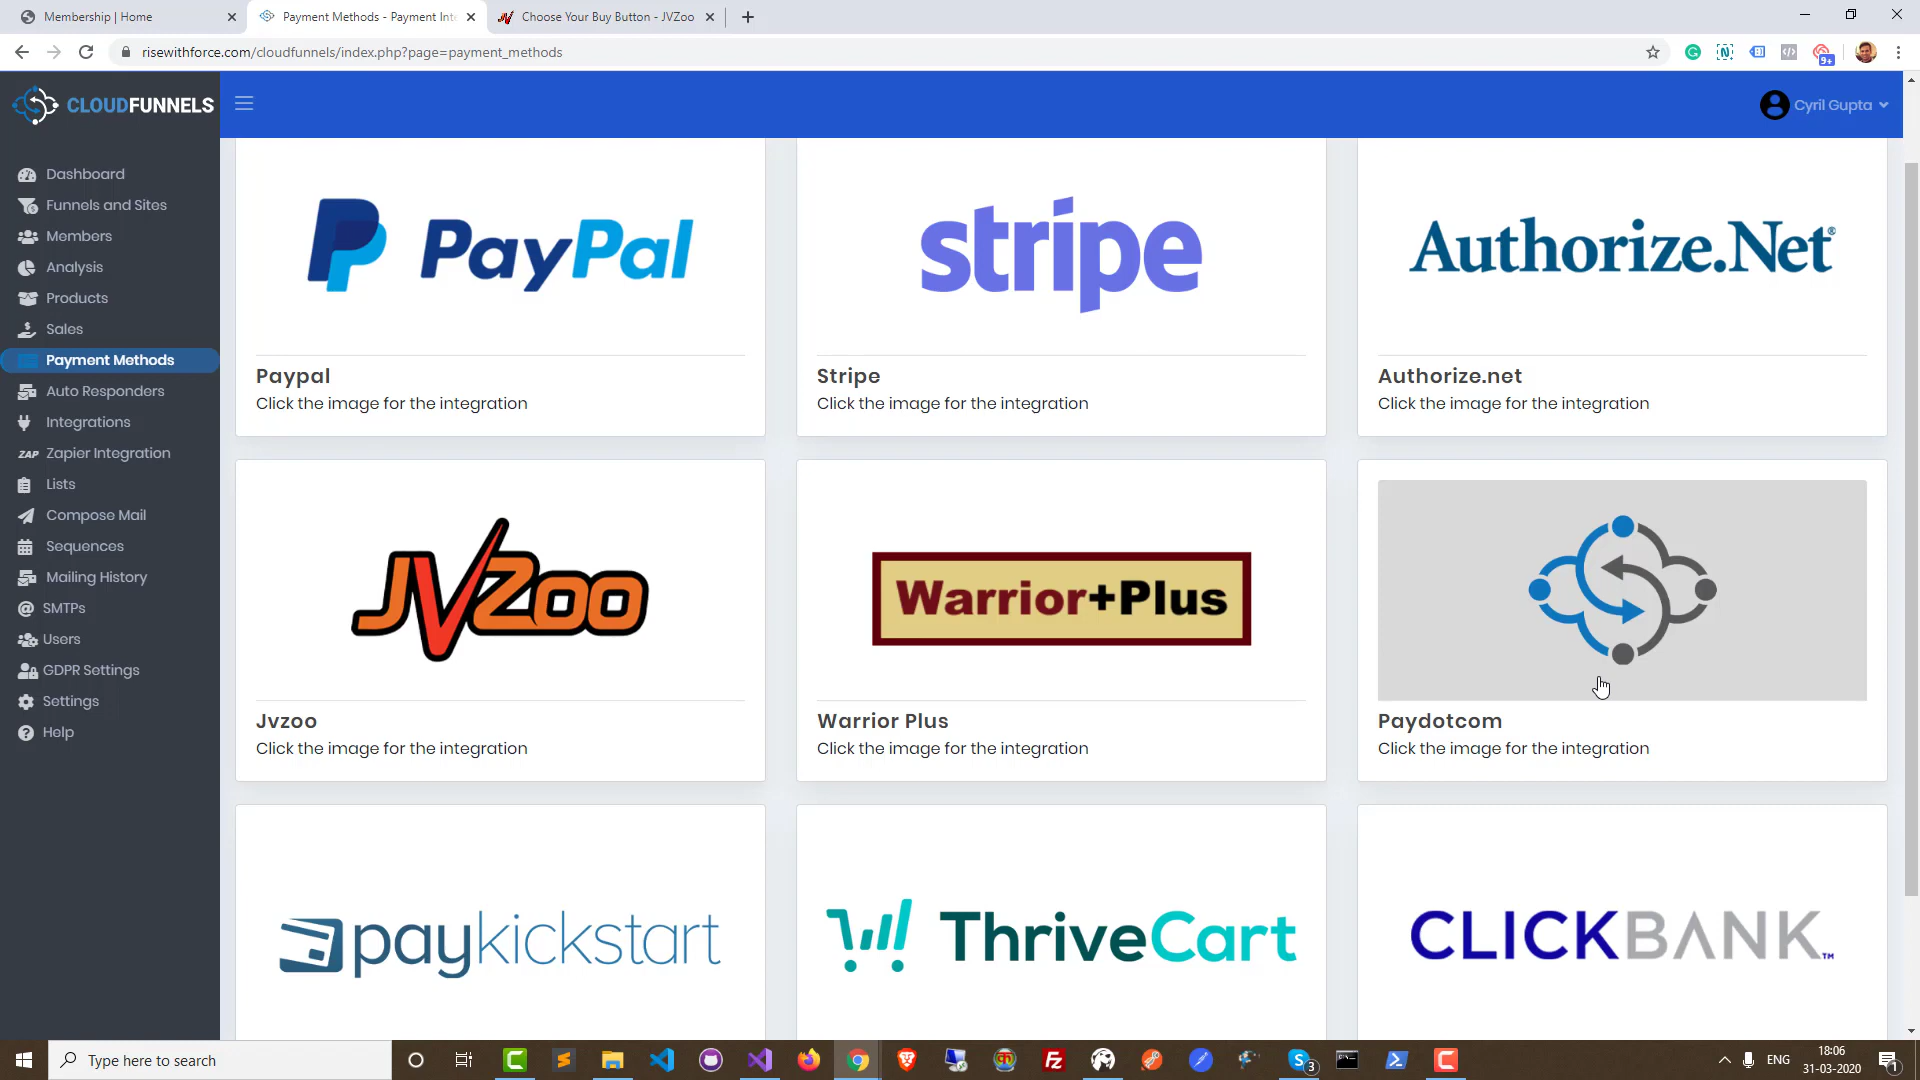 Membership | Home
Payment Methods - Payment Inte
Choose Your Buy Button - JVZoo
risewithforce.com/cloudfunnels/index.php?page=payment_methods
9+
CLOUDFUNNELS
Cyril Gupta
Dashboard
Funnels and Sites
Members
Analysis
Products
Sales
Payment Methods
Auto Responders
Integrations
ZAP Zapier Integration
Lists
Compose Mail
Sequences
Mailing History
SMTPs
Users
GDPR Settings
Settings
Help
PayPal
Paypal
Click the image for the integration
stripe
Stripe
Click the image for the integration
Authorize.Net®
Authorize.net
Click the image for the integration
JVZoo
Jvzoo
Click the image for the integration
Warrior+Plus
Warrior Plus
Click the image for the integration
Paydotcom
Click the image for the integration
paykickstart
ThriveCart
CLICKBANK™
Type here to search
3
ENG
18:06
31-03-2020
1